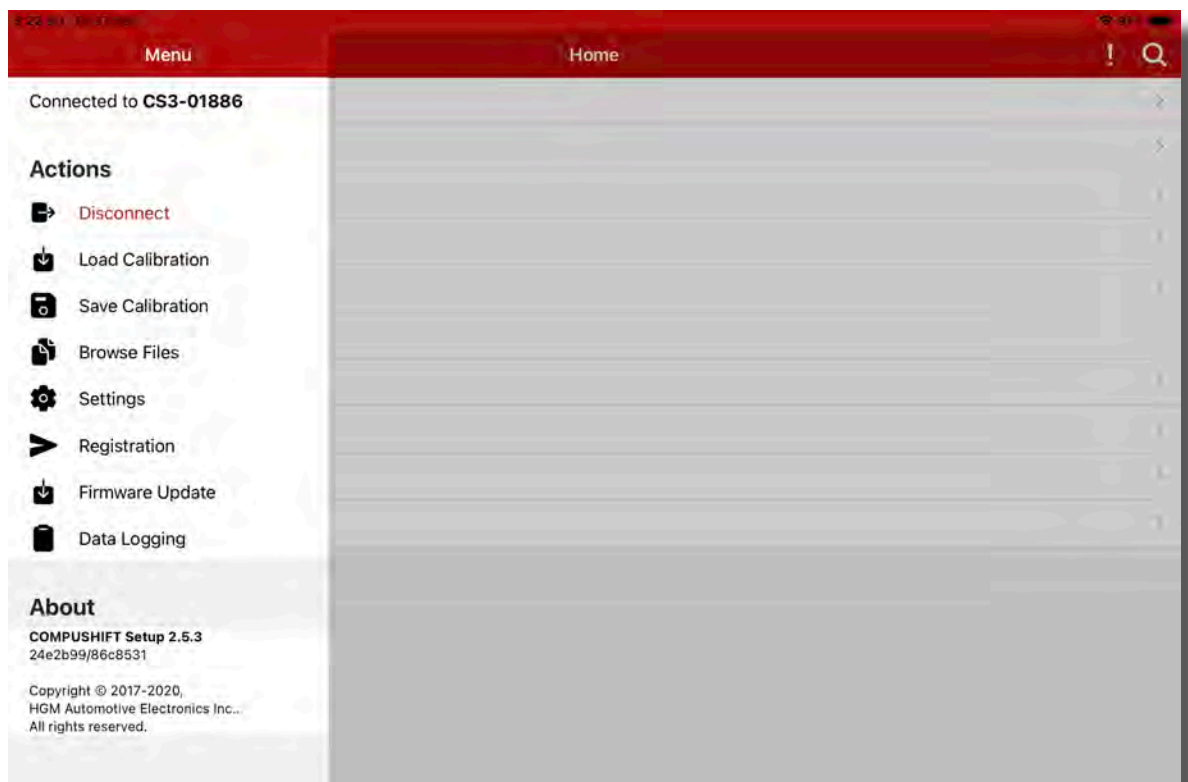 Menu
Home
!
Connected to CS3-01886
Actions
Disconnect
Load Calibration
Save Calibration
Browse Files
Settings
Registration
Firmware Update
Data Logging
About
COMPUSHIFT Setup 2.5.3
24e2b99/86c8531
Copyright © 2017-2020,
HGM Automotive Electronics Inc..
All rights reserved.